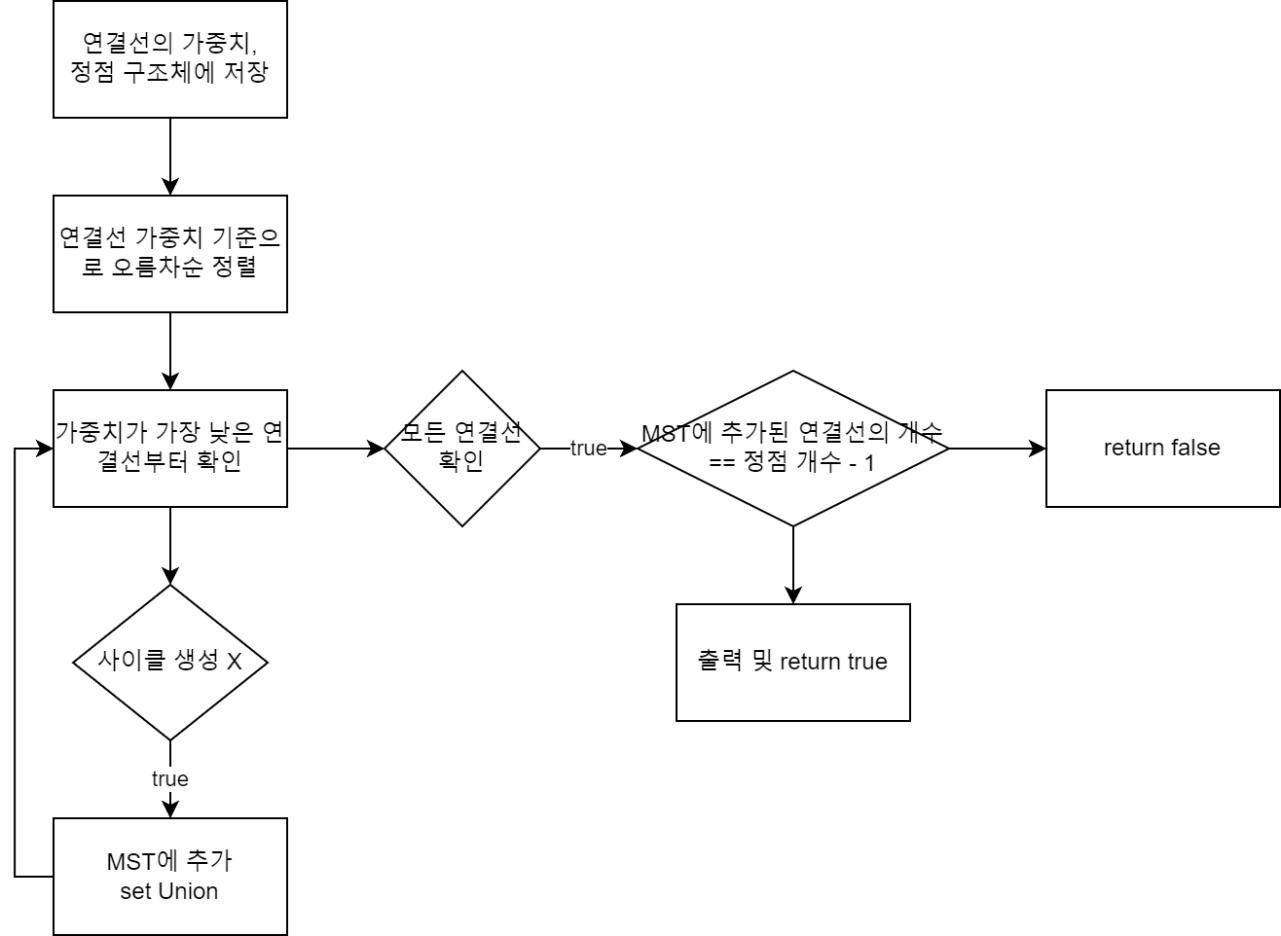 연결선의 가중치,
정점 구조체에 저장
연결선 가중치 기준으
로 오름차순 정렬
가중치가 가장 낮은 연
결선부터 확인
모든 연결선
확인
true
MST에 추가된 연결선의 개수
== 정점 개수 - 1
return false
사이클 생성 X
출력 및 return true
true
MST에 추가
set Union